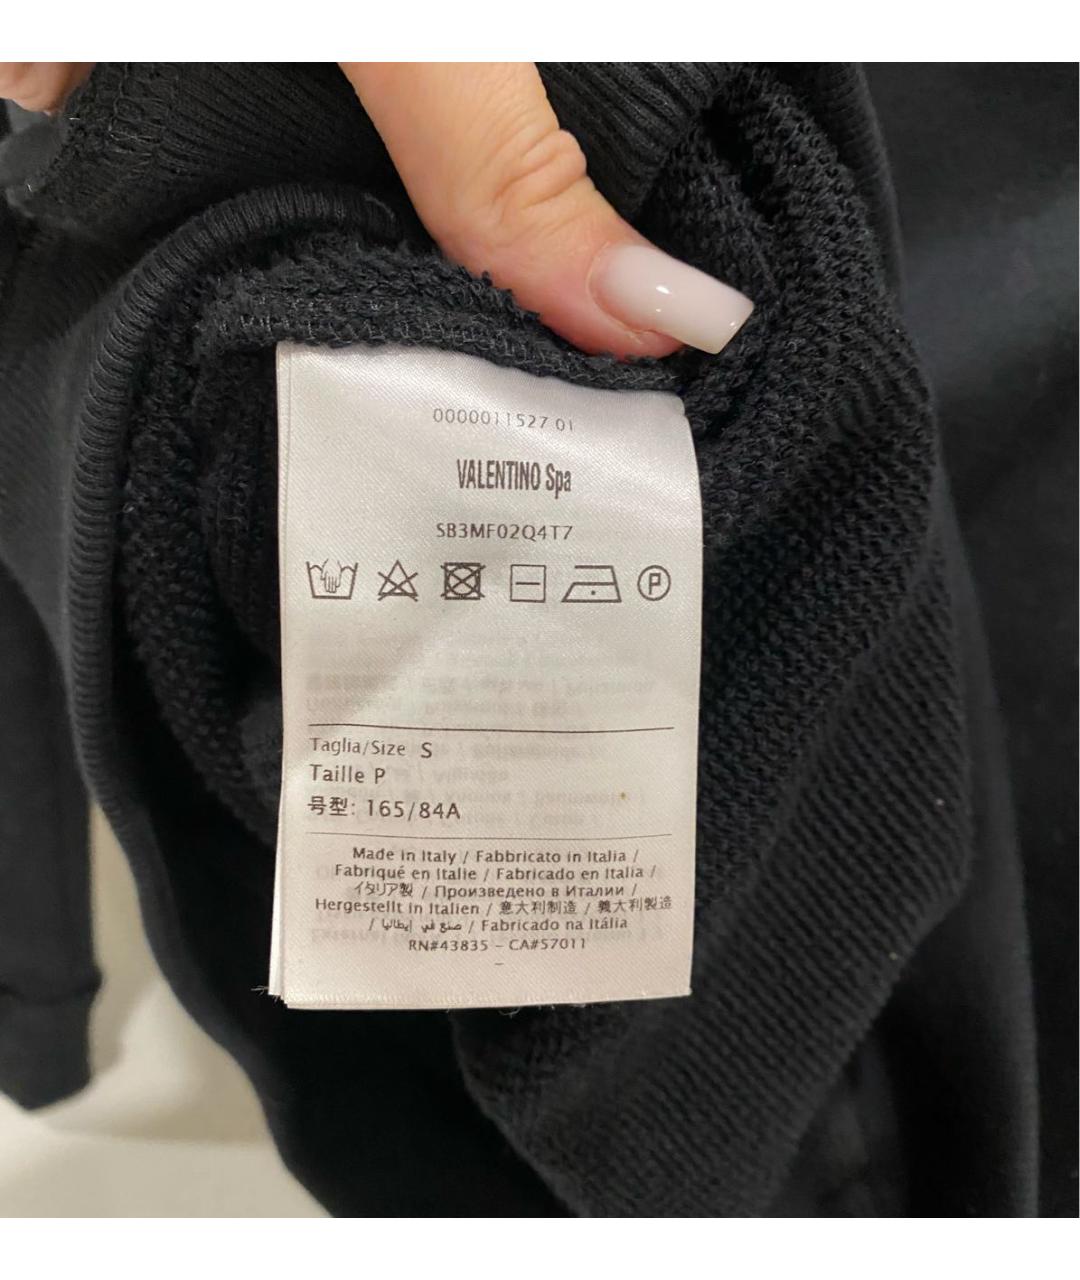 0000011527 01
VALENTINO Spa
SB3MF02Q4T7
P
Taglia/Size S
Taille P
号型: 165/84A
Made in Italy / Fabbricato in Italia /
Fabriqué en Italie / Fabricado en Italia /
イタリア製 / Произведено в Италии /
Hergestellt in Italien / 意大利制造 / 義大利製造
/ صنع في إيطاليا / Fabricado na Itália
RN#43835 – CA#57011